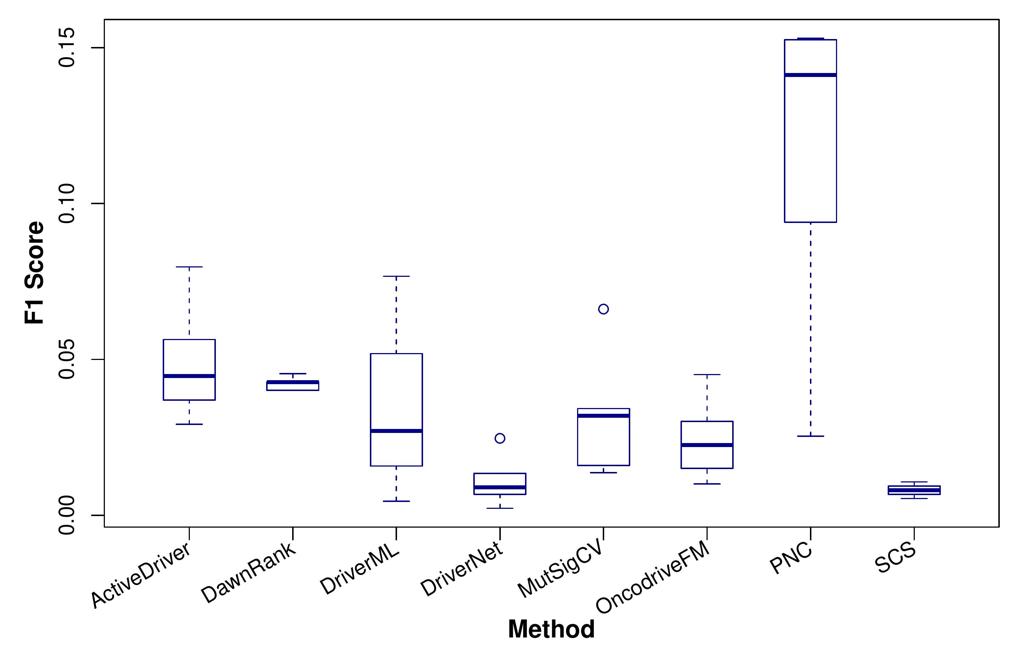 F1 Score
0.15
0.10
0.05
0.00
ActiveDriver
DawnRank
DriverML
DriverNet
MutSigCV
OncodriveFM
PNC
SCS
Method